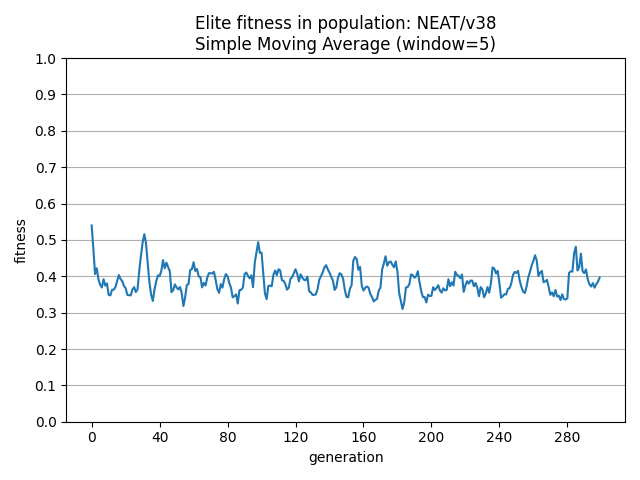 Elite fitness in population: NEAT/v38
Simple Moving Average (window=5)
1.0
0.9
0.8
0.7
0.6
0.5
0.4
0.3
0.2
0.1
0.0
fitness
0 40 80 120 160 200 240 280
generation